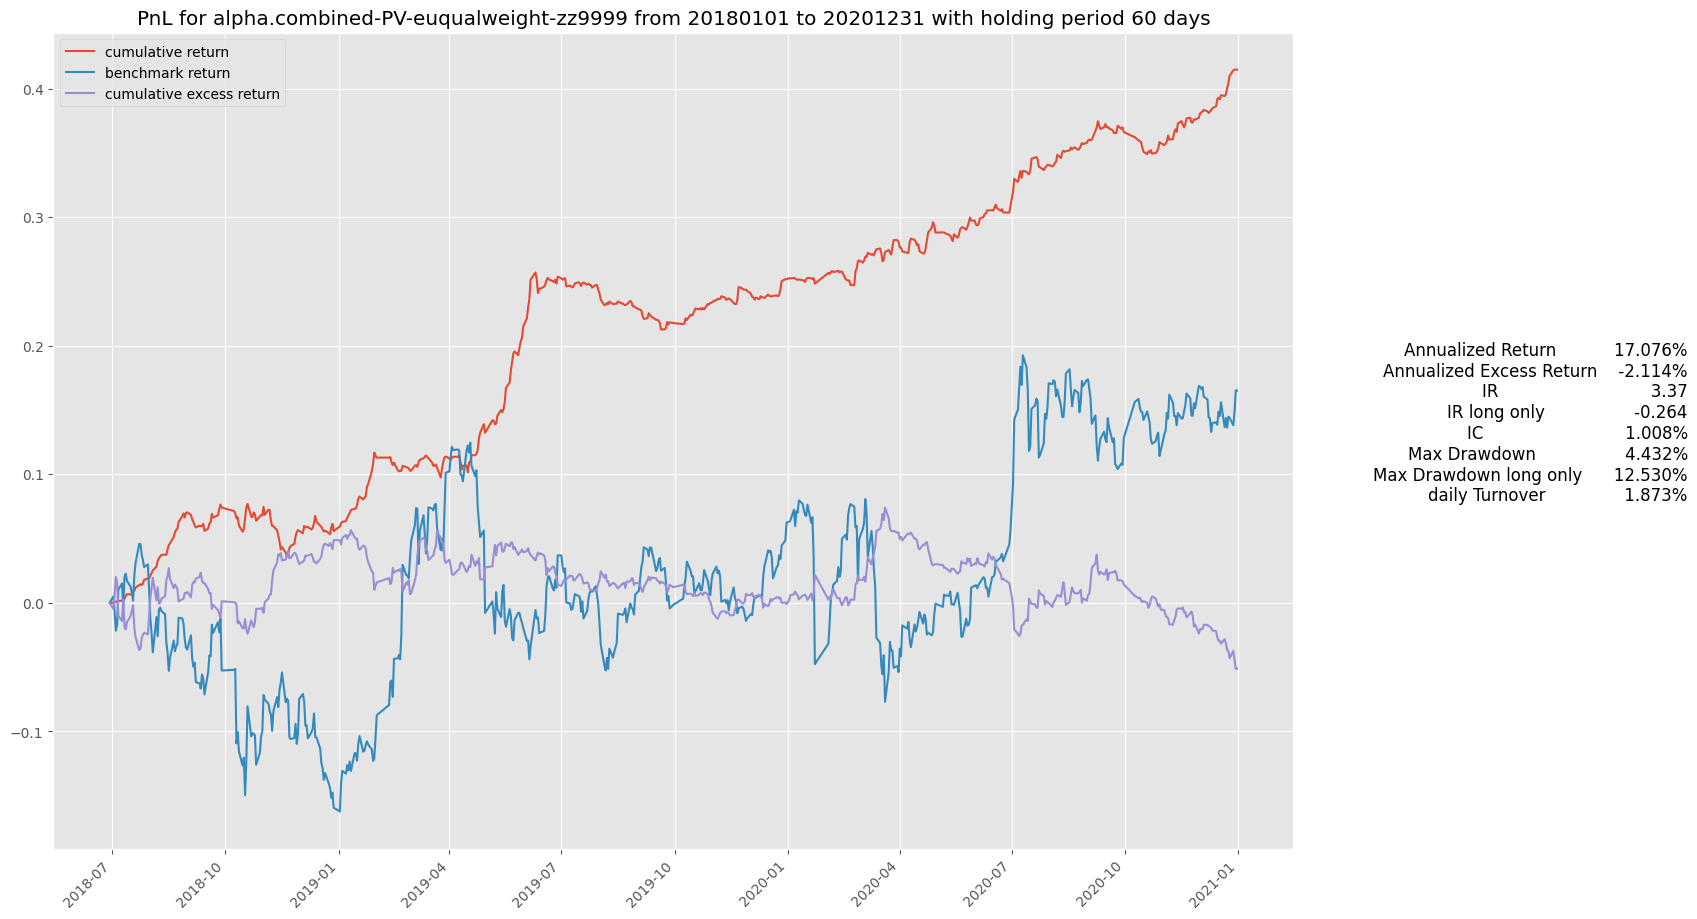 PnL for alpha.combined-PV-euqualweight-zz9999 from 20180101 to 20201231 with holding period 60 days
cumulative return
benchmark return
cumulative excess return
0.4
0.3
0.2
0.1
0.0
−0.1
2018-07
2018-10
2019-01
2019-04
2019-07
2019-10
2020-01
2020-04
2020-07
2020-10
2021-01
Annualized Return 17.076%
Annualized Excess Return -2.114%
IR 3.37
IR long only -0.264
IC 1.008%
Max Drawdown 4.432%
Max Drawdown long only 12.530%
daily Turnover 1.873%